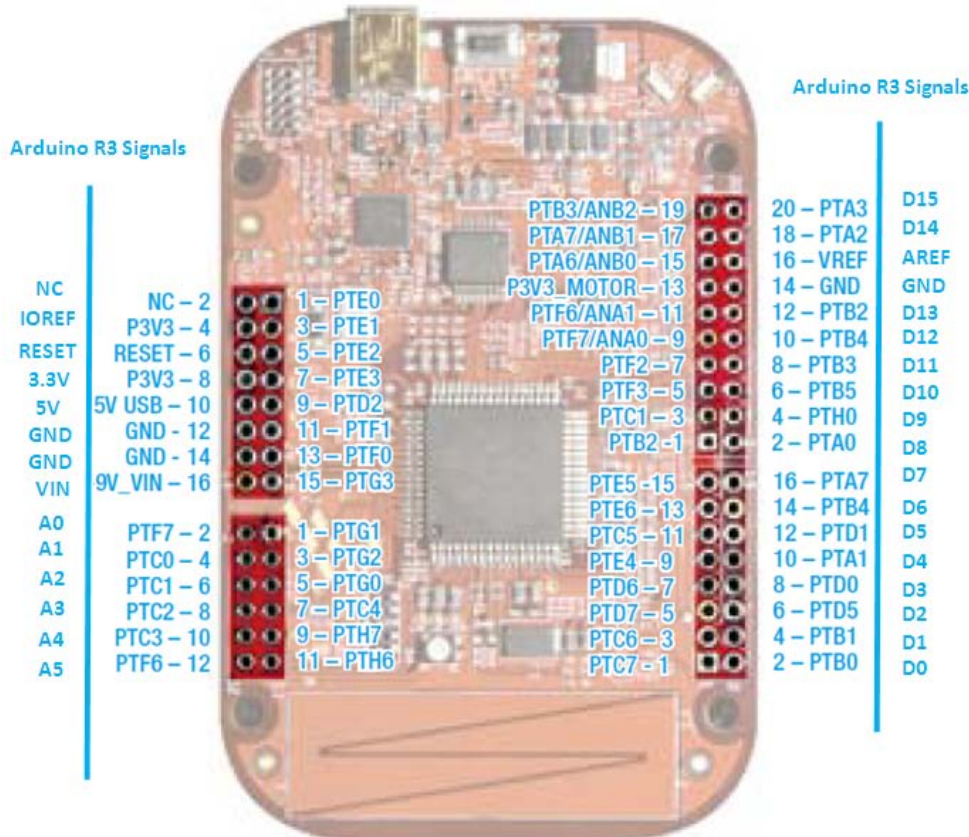 Arduino R3 Signals
Arduino R3 Signals
NC
IOREF
RESET
3.3V
5V
GND
GND
VIN
A0
A1
A2
A3
A4
A5
NC – 2
P3V3 – 4
RESET – 6
P3V3 – 8
5V USB – 10
GND - 12
GND - 14
9V_VIN – 16
PTF7 – 2
PTC0 – 4
PTC1 – 6
PTC2 – 8
PTC3 – 10
PTF6 – 12
1 – PTE0
3 – PTE1
5 – PTE2
7 – PTE3
9 – PTD2
11 – PTF1
13 – PTF0
15 – PTG3
1 – PTG1
3 – PTG2
5 – PTG0
7 – PTC4
9 – PTH7
11 – PTH6
PTB3/ANB2 – 19
PTA7/ANB1 – 17
PTA6/ANB0 – 15
P3V3_MOTOR – 13
PTF6/ANA1 – 11
PTF7/ANA0 – 9
PTF2 – 7
PTF3 – 5
PTC1 – 3
PTB2 -1
PTE5 -15
PTE6 – 13
PTC5 – 11
PTE4 – 9
PTD6 – 7
PTD7 – 5
PTC6 – 3
PTC7 - 1
20 – PTA3
18 – PTA2
16 – VREF
14 – GND
12 – PTB2
10 – PTB4
8 – PTB3
6 – PTB5
4 – PTH0
2 – PTA0
16 – PTA7
14 – PTB4
12 – PTD1
10 – PTA1
8 – PTD0
6 – PTD5
4 – PTB1
2 – PTB0
D15
D14
AREF
GND
D13
D12
D11
D10
D9
D8
D7
D6
D5
D4
D3
D2
D1
D0